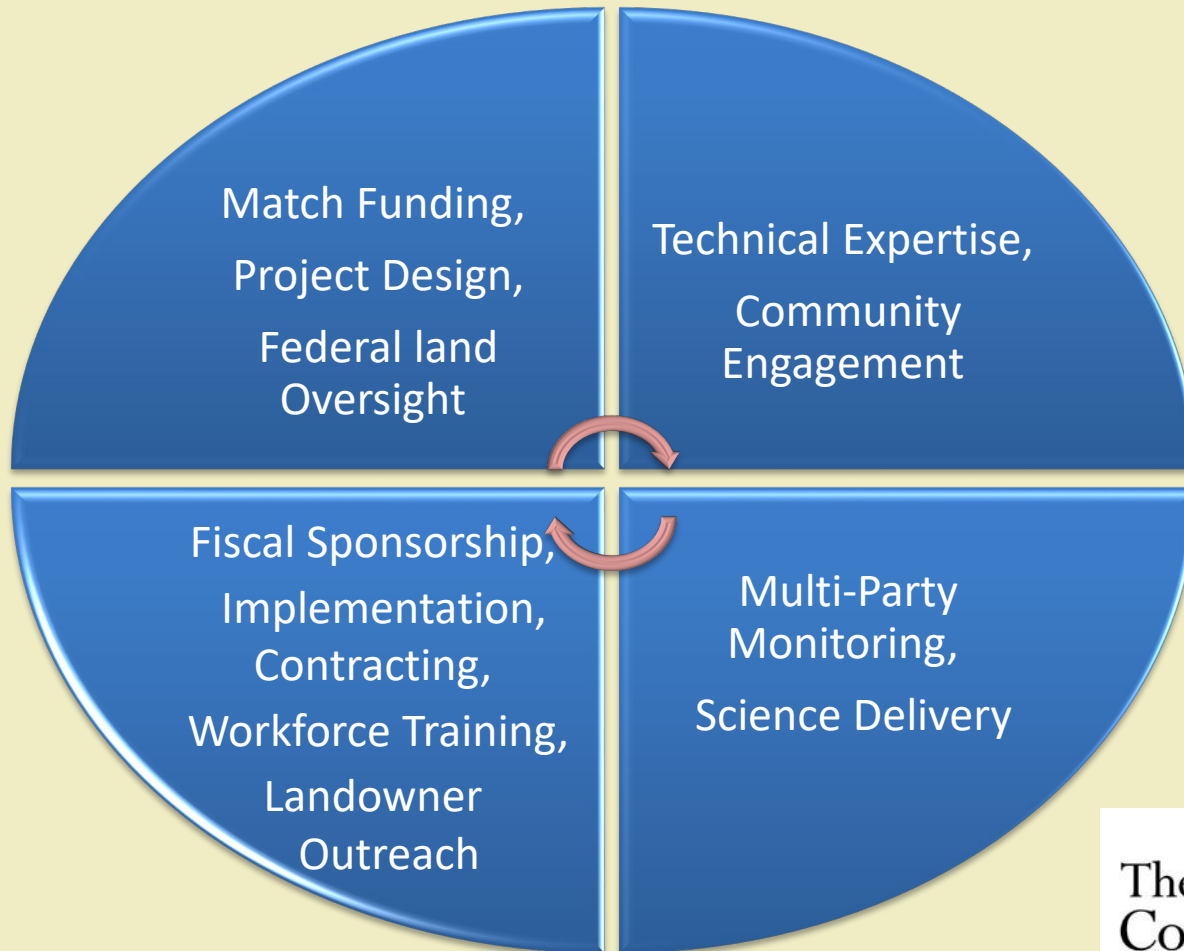 Match Funding,
Project Design,
Federal land
Oversight
Technical Expertise,
Community
Engagement
Fiscal Sponsorship,
Implementation,
Contracting,
Workforce Training,
Landowner
Outreach
Multi-Party
Monitoring,
Science Delivery